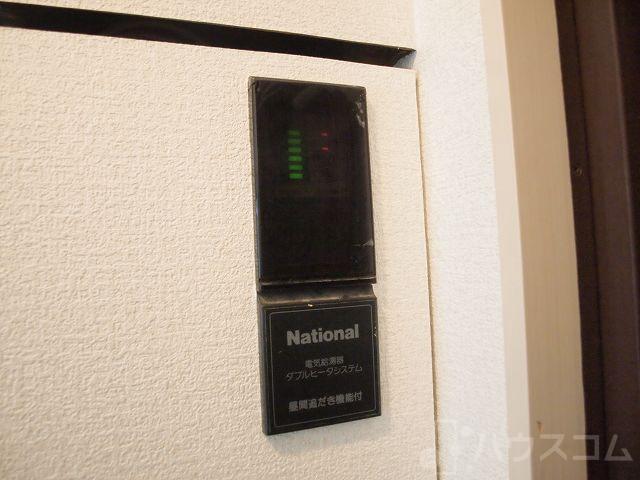 National
電気給湯器
ダブルヒータシステム
昼間追だき機能付
ハウスコム